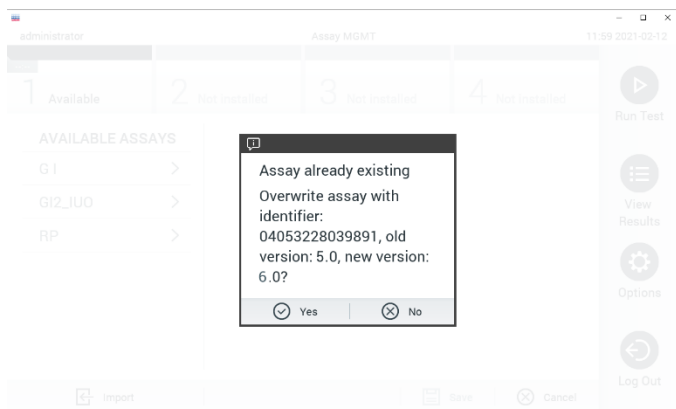 administrator Assay MGMT 11:59 2021-02-12
1 Available 2 Not installed 3 Not installed 4 Not installed
Run Test
AVAILABLE ASSAYS
G I
GI2_IUO
RP
Assay already existing
Overwrite assay with
identifier:
04053228039891, old
version: 5.0, new version:
6.0?
Yes No
View
Results
Options
Log Out
Import Save Cancel